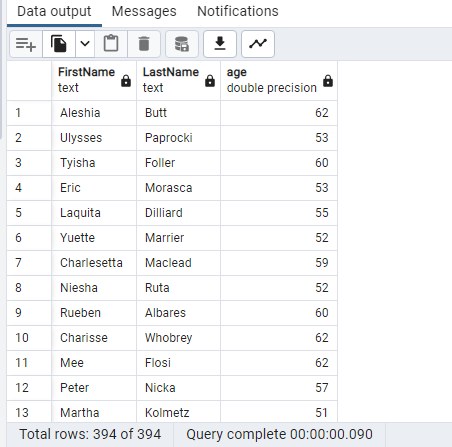 Data output Messages Notifications
FirstName LastName age
text text double precision
1 Aleshia Butt 62
2 Ulysses Paprocki 53
3 Tyisha Foller 60
4 Eric Morasca 53
5 Laquita Dilliard 55
6 Yuette Marrier 52
7 Charlesetta Maclead 59
8 Niesha Ruta 52
9 Rueben Albares 60
10 Charisse Whobrey 62
11 Mee Flosi 62
12 Peter Nicka 57
13 Martha Kolmetz 51
Total rows: 394 of 394 Query complete 00:00:00.090